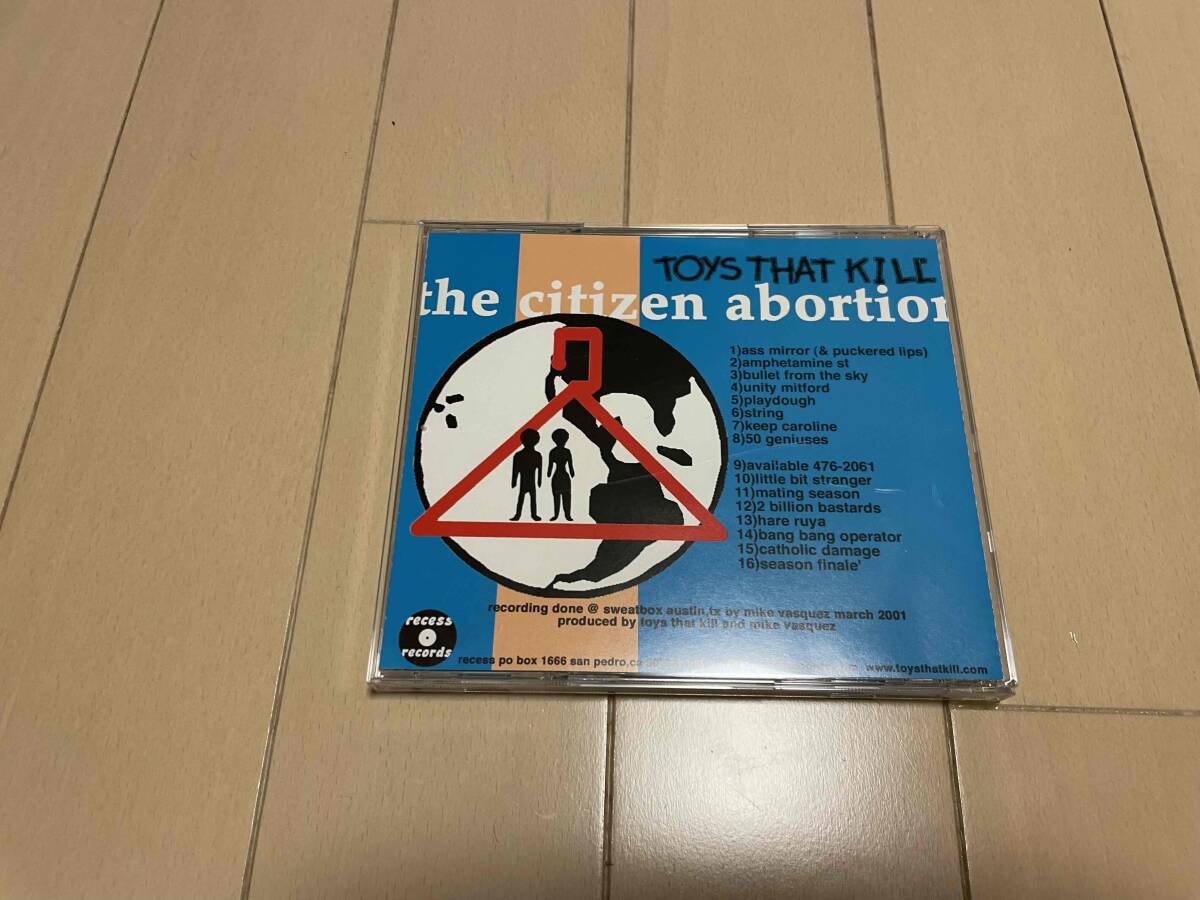 TOYS THAT KILL
the citizen abortion
1)ass mirror (& puckered lips)
2)amphetamine st
3)bullet from the sky
4)unity mitford
5)playdough
6)string
7)keep caroline
8)50 geniuses
9)available 476-2061
10)little bit stranger
11)mating season
12)2 billion bastards
13)hare ruya
14)bang bang operator
15)catholic damage
16)season finale'
recording done @ sweatbox austin,tx by mike vasquez march 2001
produced by toys that kill and mike vasquez
recess
records
recess po box 1666 san pedro,ca www.toysthatkill.com